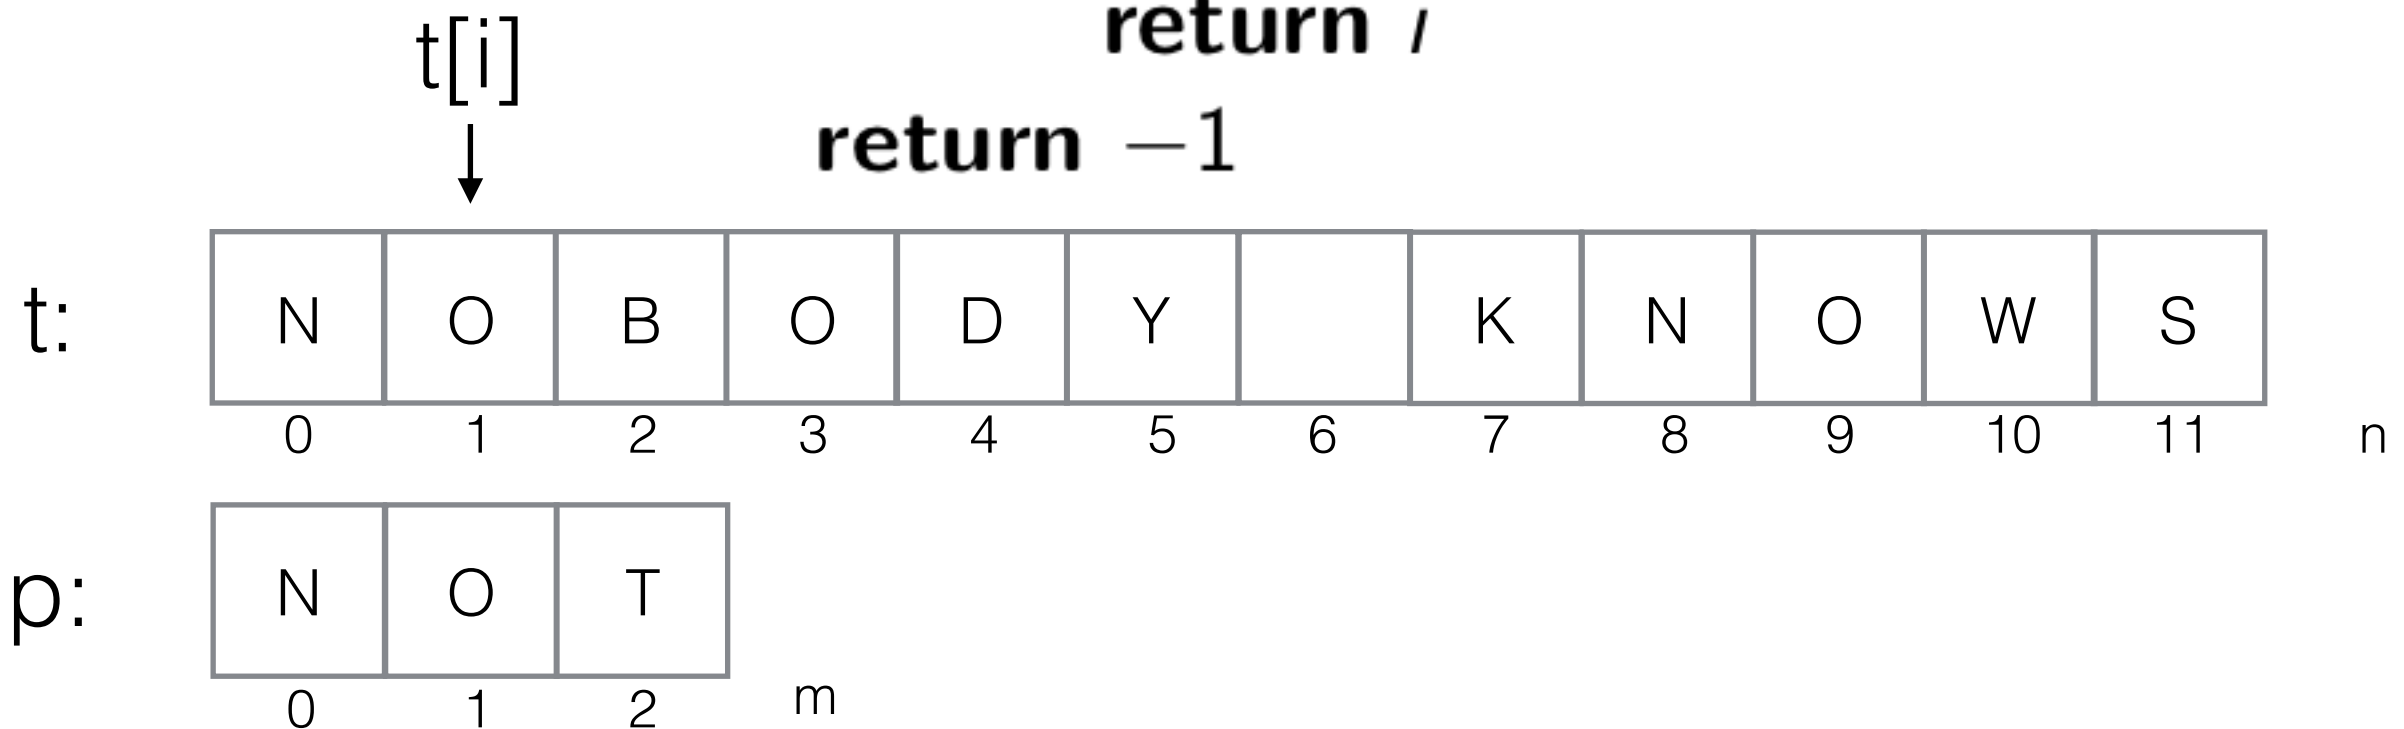 return i
t[i]
return −1
t: N O B O D Y K N O W S
0 1 2 3 4 5 6 7 8 9 10 11 n
p: N O T
0 1 2 m